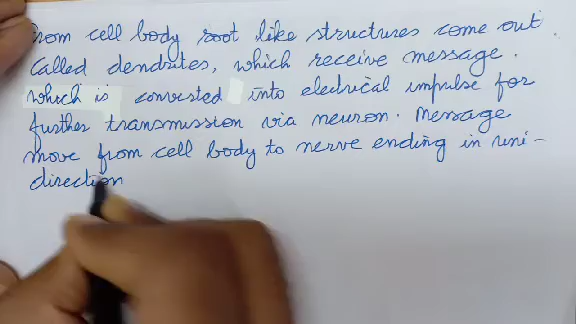 From cell body root like structures come out
called dendrites, which receive message.
which is converted into electrical impulse for
further transmission via neuron. Message
move from cell body to nerve ending in uni-
direction